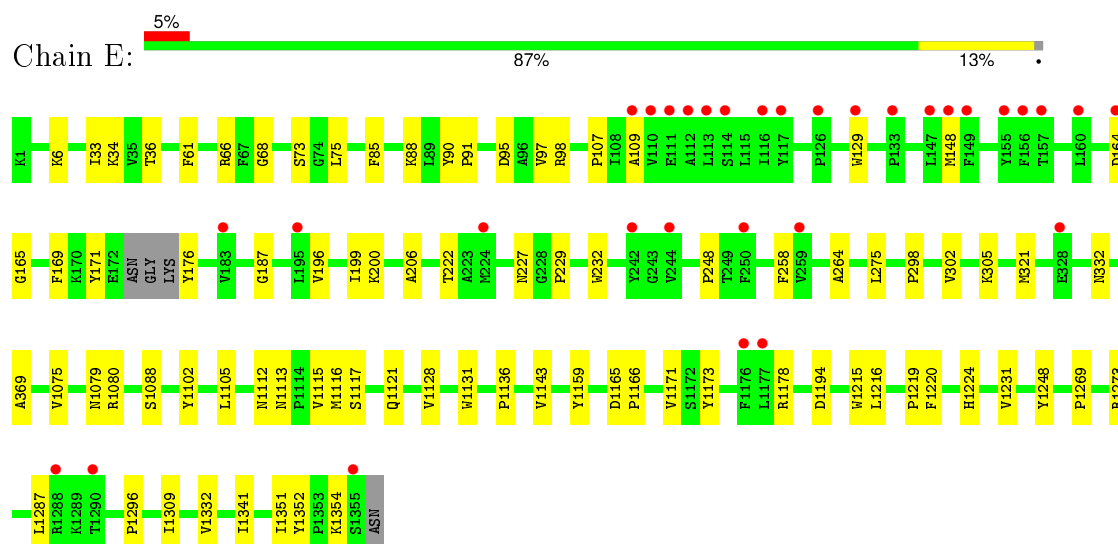 5%
Chain E:
87% 13% •
K1 K6 I33 K34 V35 T36 F61 R66 F67 G68 S73 G74 L75 F85 K88 L89 Y90 P91 D95 A96 V97 R98 P107 I108 A109 V110 E111 A112 L113 S114 L115 I116 Y117 P126 W129 P133 L147 M148 F149 Y155 F156 T157 L160 D164
G165 F169 K170 Y171 E172 ASN GLY LYS Y176 V183 G187 L195 V196 I199 K200 A206 T222 A223 M224 N227 G228 P229 W232 Y242 G243 V244 P248 T249 F250 F258 V259 A264 L275 P298 V302 K305 M321 E328 N332
A369 V1075 N1079 R1080 S1088 Y1102 L1105 N1112 N1113 P1114 V1115 M1116 S1117 Q1121 V1128 W1131 P1136 V1143 Y1159 D1165 P1166 V1171 S1172 Y1173 F1176 L1177 R1178 D1194 W1215 L1216 P1219 F1220 H1224 V1231 Y1248 P1269
L1287 R1288 K1289 T1290 P1296 I1309 V1332 I1341 I1351 Y1352 P1353 K1354 S1355 ASN